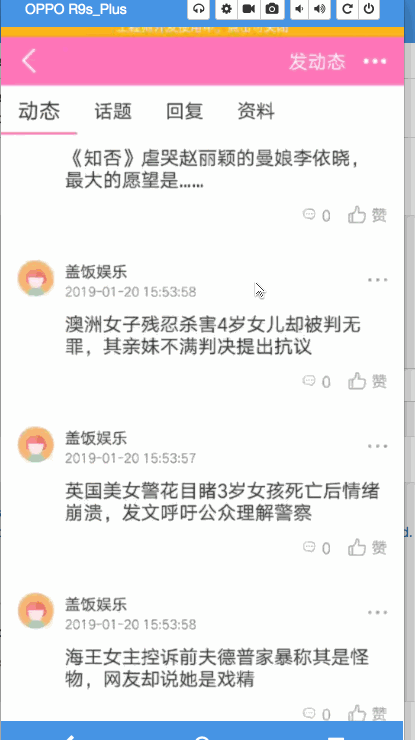 OPPO R9s_Plus
发动态
动态 话题 回复 资料
《知否》虐哭赵丽颖的曼娘李依晓，
最大的愿望是……
0 赞
盖饭娱乐
2019-01-20 15:53:58
澳洲女子残忍杀害4岁女儿却被判无
罪，其亲妹不满判决提出抗议
0 赞
盖饭娱乐
2019-01-20 15:53:57
英国美女警花目睹3岁女孩死亡后情绪
崩溃，发文呼吁公众理解警察
0 赞
盖饭娱乐
2019-01-20 15:53:58
海王女主控诉前夫德普家暴称其是怪
物，网友却说她是戏精
0 赞
d.